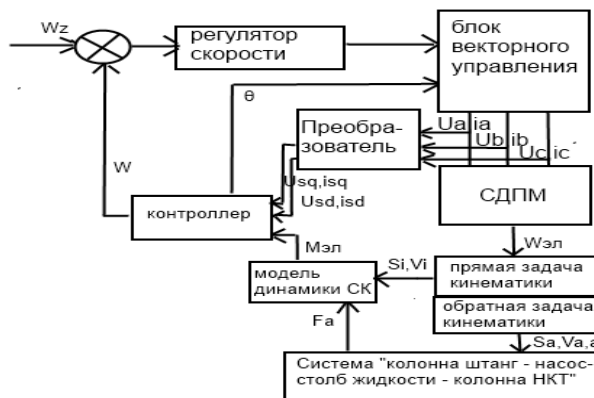 Wz
регулятор
скорости
блок
векторного
управления
θ
Преобра-
зователь
Ua ia
Ub ib
Uc ic
W
Usq,isq
Usd,isd
контроллер
СДПМ
Mэл
Wэл
Si,Vi
модель
динамики СК
прямая задача
кинематики
обратная задача
кинематики
Fa
Sa,Va,a
Система "колонна штанг - насос-
столб жидкости - колонна НКТ"